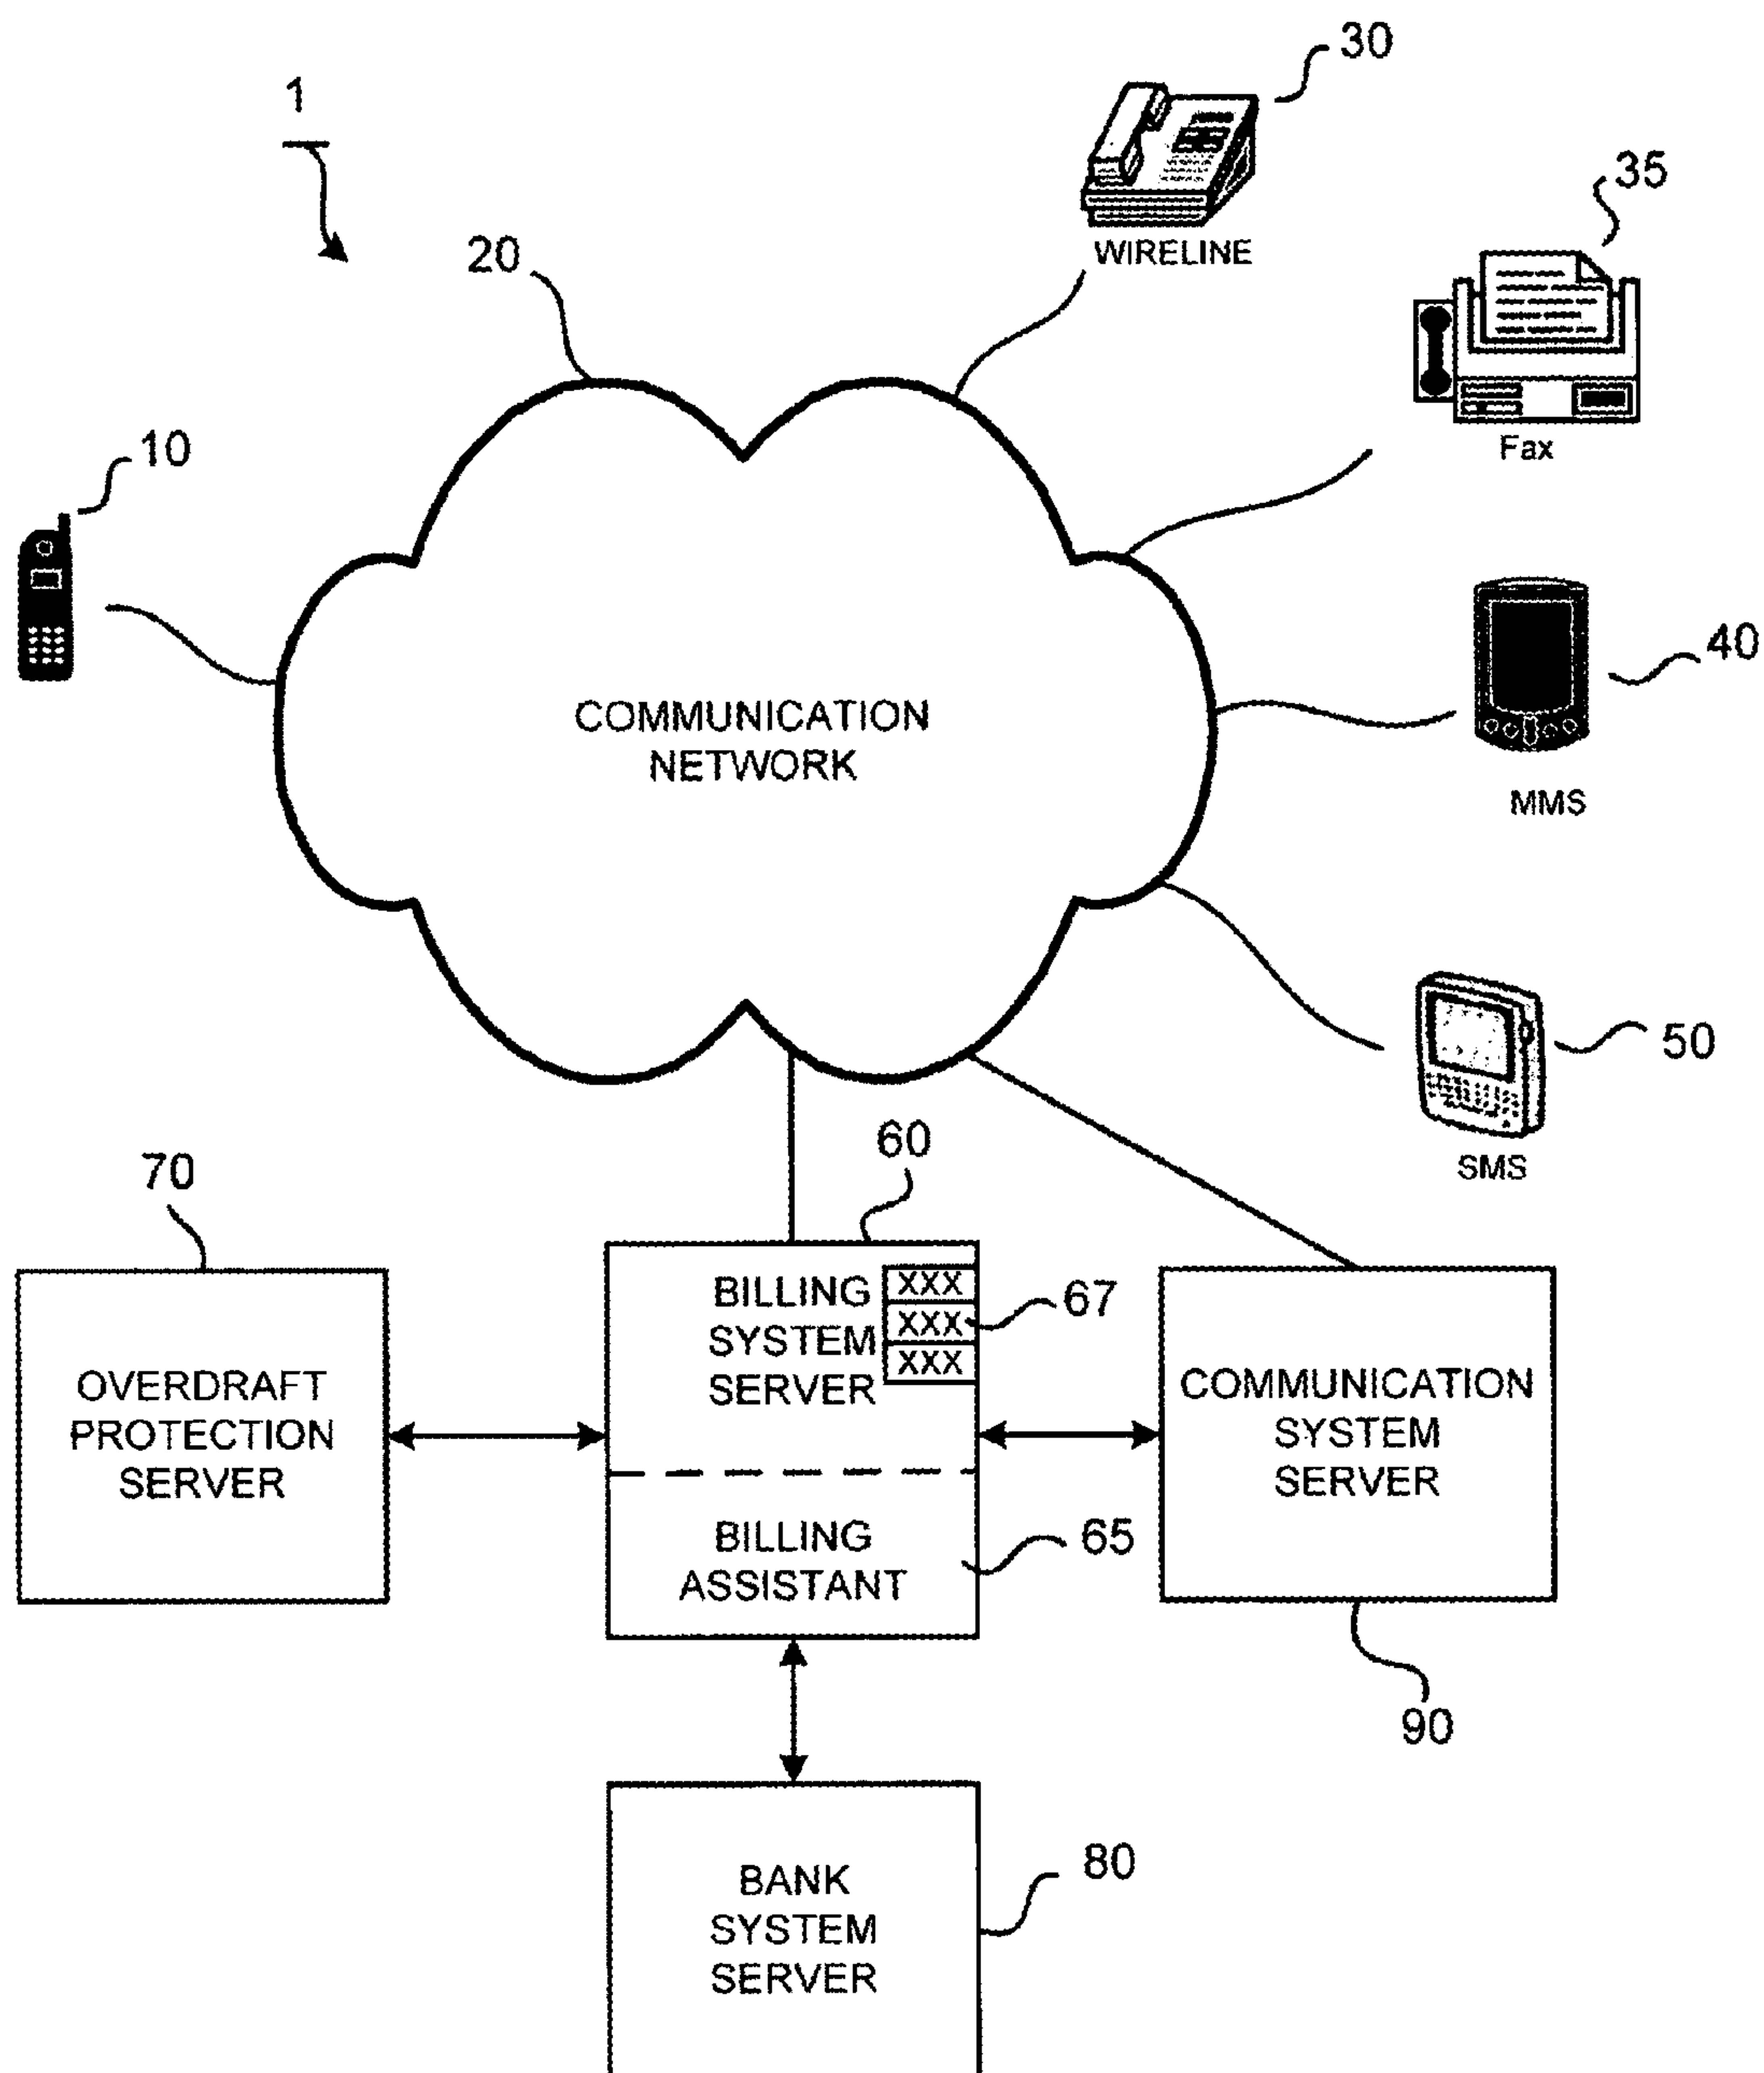 1
30
WIRELINE
35
Fax
20
10
COMMUNICATION
NETWORK
40
MMS
50
SMS
60
70
BILLING
SYSTEM
SERVER
XXX
XXX
XXX
67
OVERDRAFT
PROTECTION
SERVER
COMMUNICATION
SYSTEM
SERVER
BILLING
ASSISTANT
65
90
BANK
SYSTEM
SERVER
80